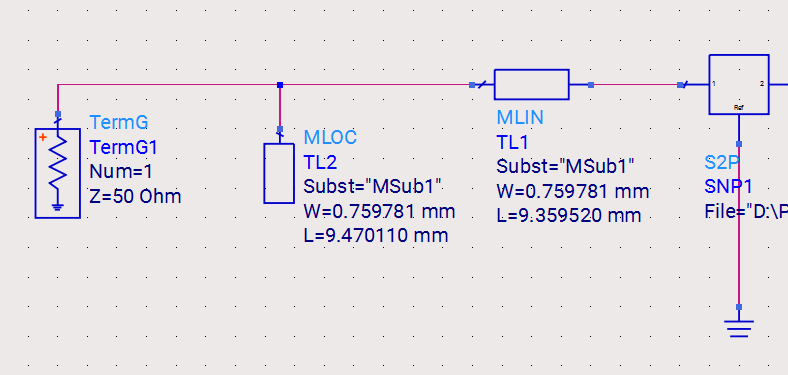 TermG
TermG1
Num=1
Z=50 Ohm
MLOC
TL2
Subst="MSub1"
W=0.759781 mm
L=9.470110 mm
MLIN
TL1
Subst="MSub1"
W=0.759781 mm
L=9.359520 mm
1
2
Ref
S2P
SNP1
File="D:\P